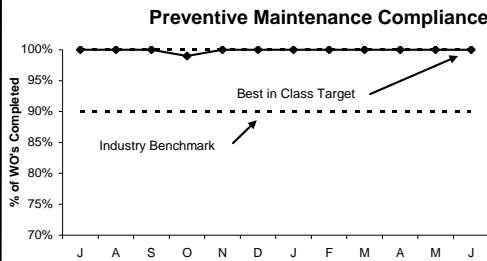 Preventive Maintenance Compliance
100%
95%
90%
85%
80%
75%
70%
% of WO's Completed
Best in Class Target
Industry Benchmark
J A S O N D J F M A M J